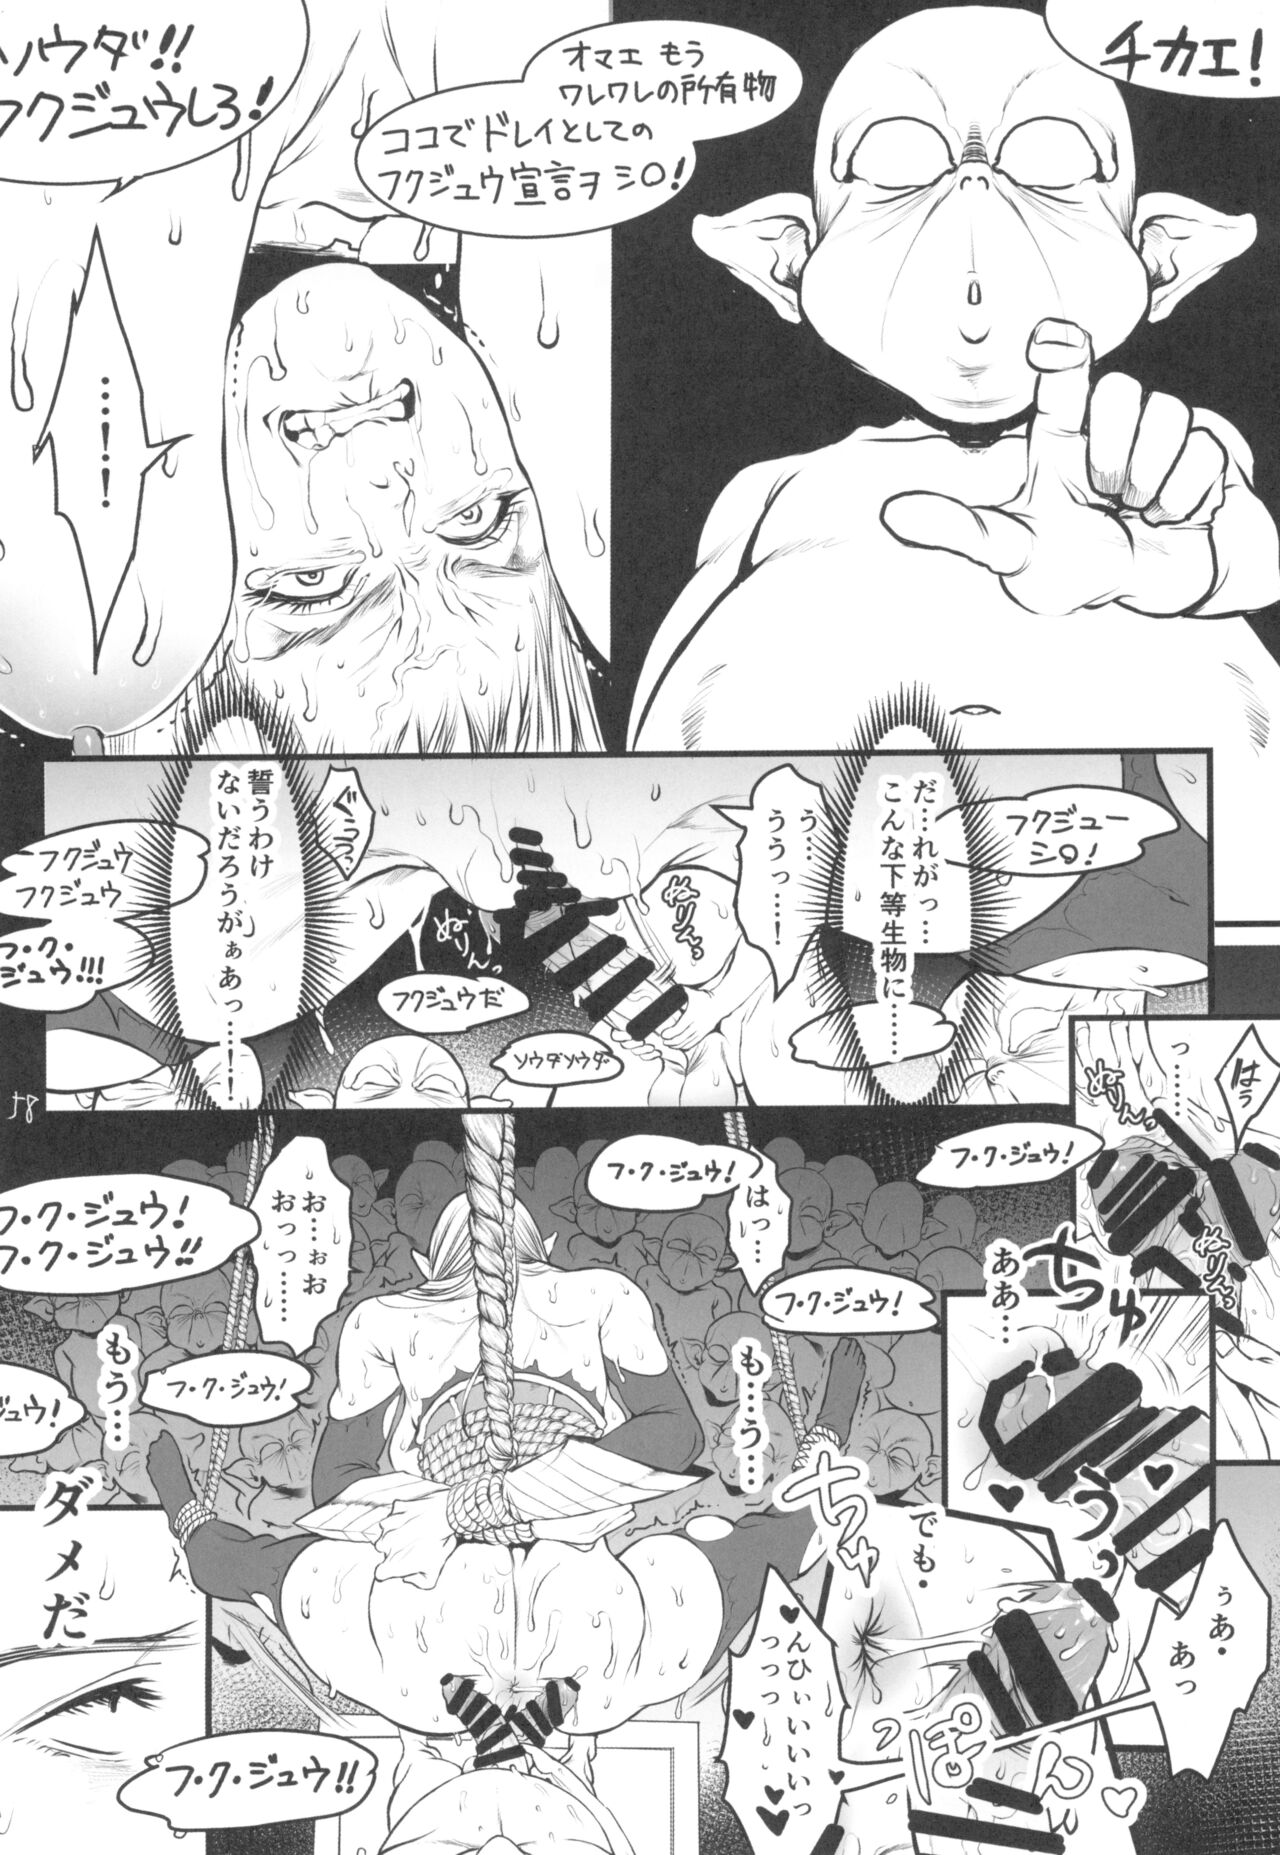 チカエ!
オマエ もう
ワレワレの所有物
ココでドレイとしての
フクジュウ宣言ヲ シロ!
ソウダ!!
フクジュウしろ!
…!!
フクジュー
シロ!
だ…れがっ…
こんな下等生物に……
う…
ううっ…!
ぬりんっ
フクジュウだ
ソウダソウダ
誓うわけ
ないだろうがぁあっ…!
フクジュウ
フクジュウ
フ・ク・
ジュウ!!!
はぅ
っ……
ぬりんっ
フ・ク・ジュウ!
フ・ク・ジュウ!
はっ…
フ・ク・ジュウ!
も…う…
お…ぉお
おっっ……
フ・ク・ジュウ!
フ・ク・ジュウ!!
フ・ク・ジュウ!
もう…
ジュウ!
ダメだ
フ・ク・ジュウ!!
ああ…
ちゅ
うっ
ぅあ・
あっ
でも・
ちゅ
んひぃいいいいっ
っっっ
っ
ぽんっ
58